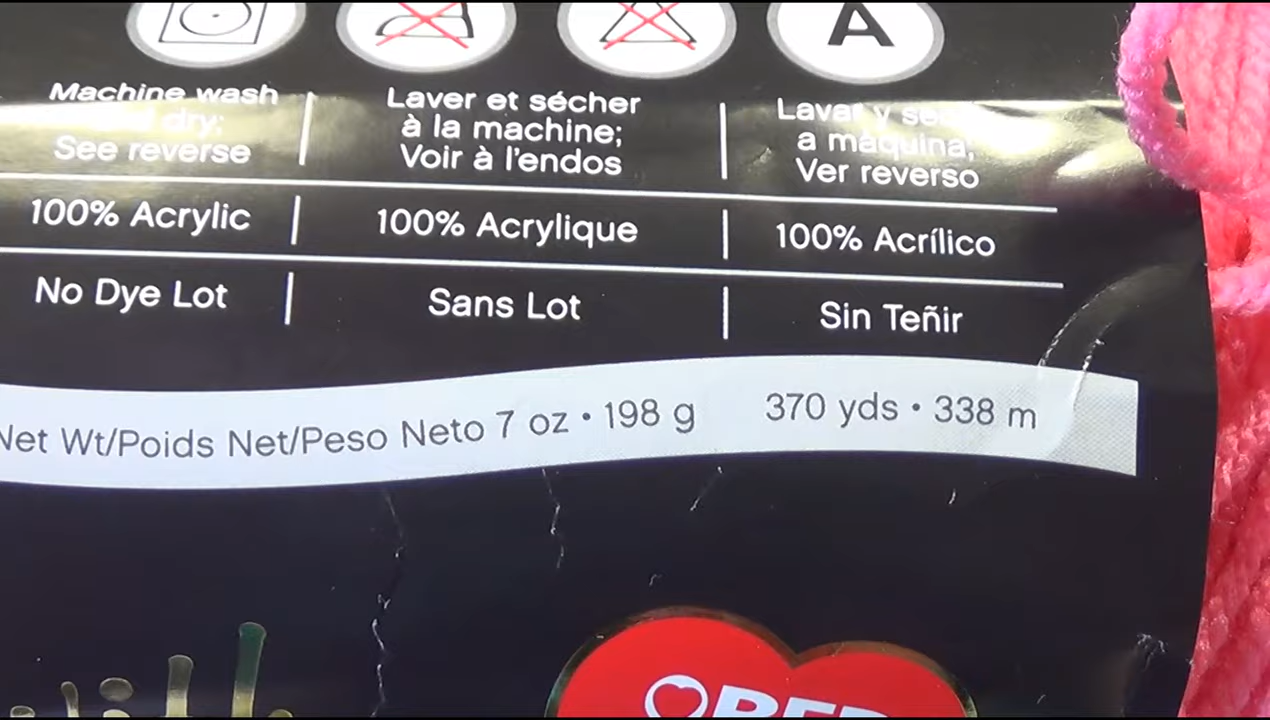 A
Machine wash
dry;
See reverse
Laver et sécher
à la machine;
Voir à l'endos
Lavar y
a máquina;
Ver reverso
100% Acrylic
100% Acrylique
100% Acrílico
No Dye Lot
Sans Lot
Sin Teñir
Net Wt/Poids Net/Peso Neto 7 oz • 198 g
370 yds • 338 m
RED